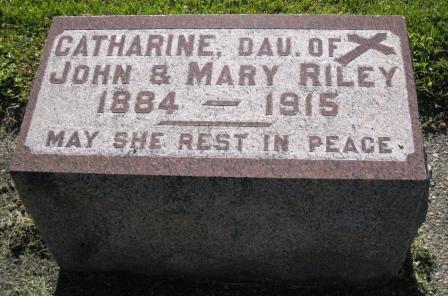 CATHARINE, DAU. OF
JOHN & MARY RILEY
1884 — 1915
MAY SHE REST IN PEACE